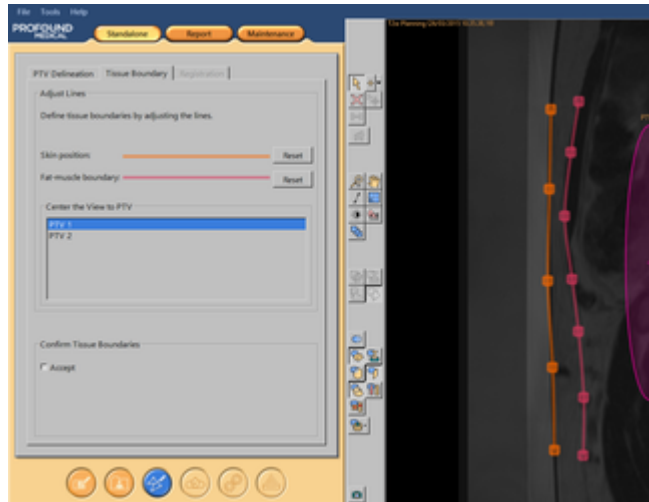 File Tools Help
PROFOUND
MEDICAL
Standalone Report Maintenance
PTV Delineation Tissue Boundary Registration
Adjust Lines
Define tissue boundaries by adjusting the lines.
Skin position: Reset
Fat-muscle boundary: Reset
Center the View to PTV
PTV 1
PTV 2
Confirm Tissue Boundaries
Accept